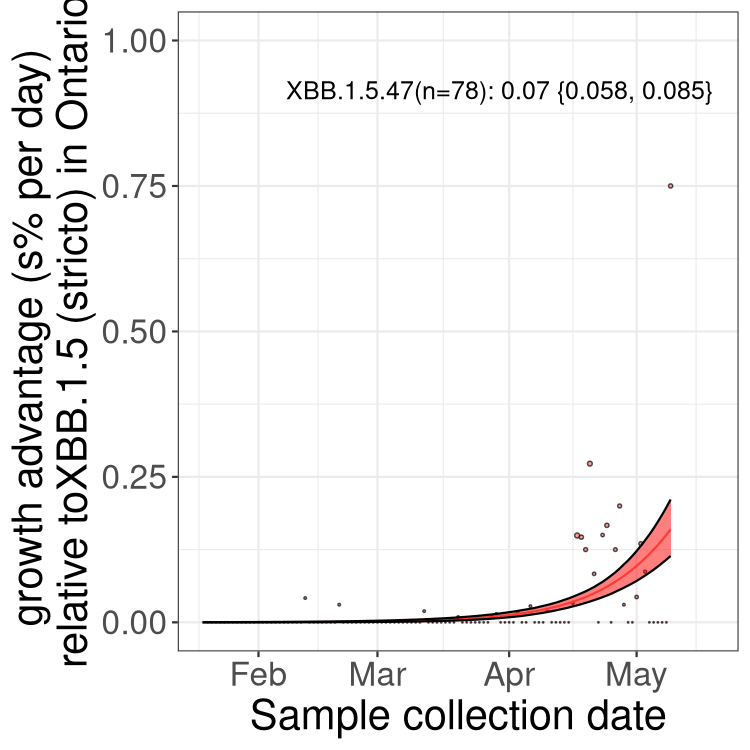 growth advantage (s% per day)
relative toXBB.1.5 (stricto) in Ontario
1.00
0.75
0.50
0.25
0.00
XBB.1.5.47(n=78): 0.07 {0.058, 0.085}
Feb Mar Apr May
Sample collection date